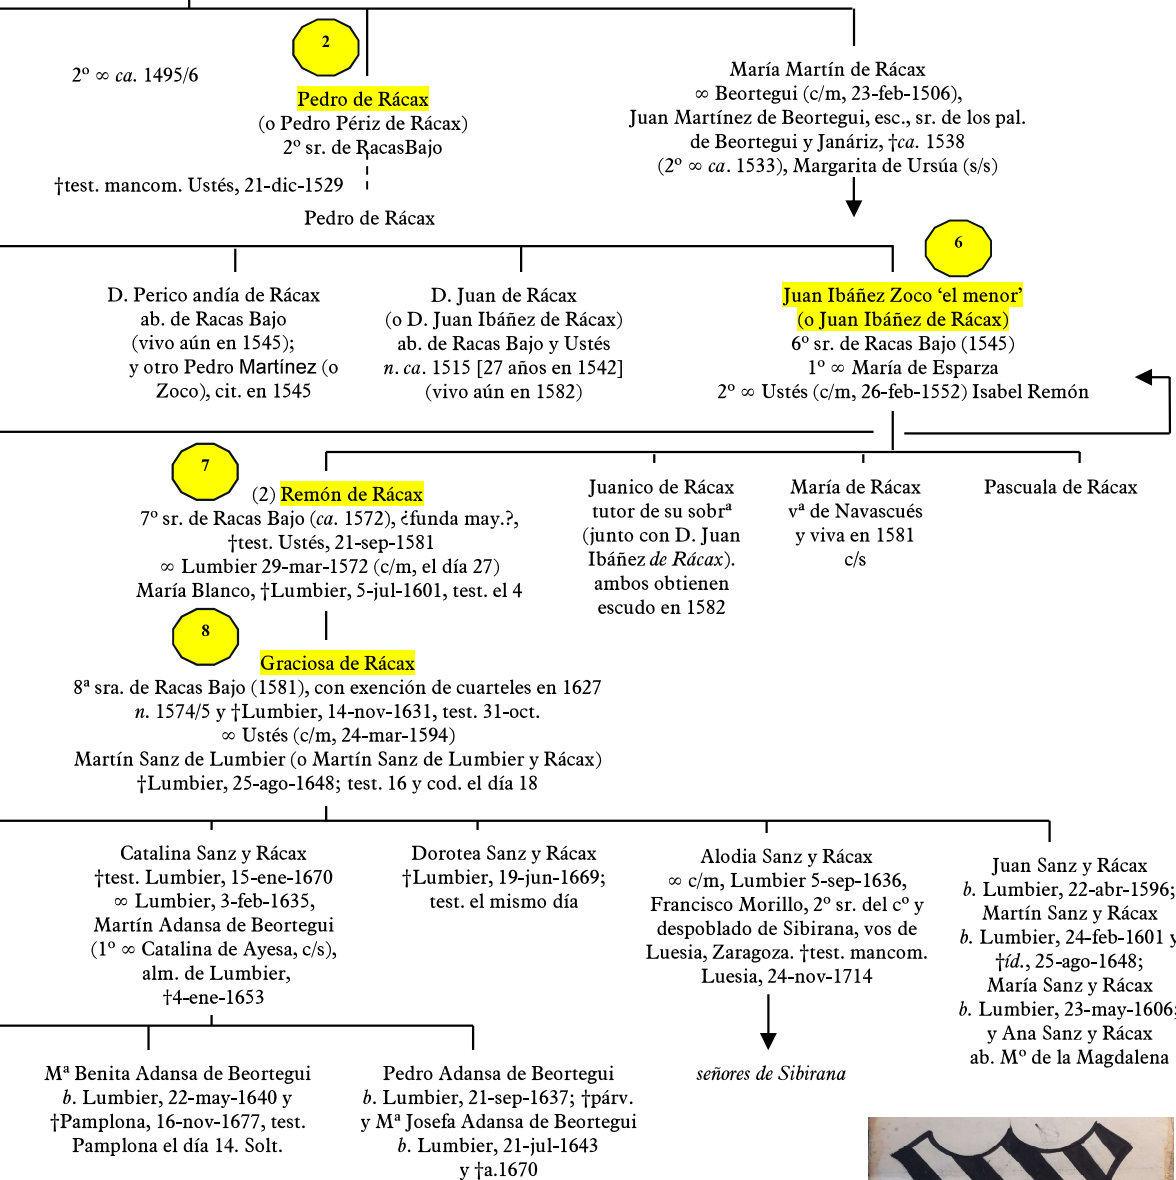 2º ∞ ca. 1495/6
2
Pedro de Rácax
(o Pedro Périz de Rácax)
2º sr. de RacasBajo
†test. mancom. Ustés, 21-dic-1529
Pedro de Rácax
María Martín de Rácax
∞ Beortegui (c/m, 23-feb-1506),
Juan Martínez de Beortegui, esc., sr. de los pal.
de Beortegui y Janáriz, †ca. 1538
(2º ∞ ca. 1533), Margarita de Ursúa (s/s)
D. Perico andía de Rácax
ab. de Racas Bajo
(vivo aún en 1545);
y otro Pedro Martínez (o
Zoco), cit. en 1545
D. Juan de Rácax
(o D. Juan Ibáñez de Rácax)
ab. de Racas Bajo y Ustés
n. ca. 1515 [27 años en 1542]
(vivo aún en 1582)
6
Juan Ibáñez Zoco ‘el menor’
(o Juan Ibáñez de Rácax)
6º sr. de Racas Bajo (1545)
1º ∞ María de Esparza
2º ∞ Ustés (c/m, 26-feb-1552) Isabel Remón
7
(2) Remón de Rácax
7º sr. de Racas Bajo (ca. 1572), ¿funda may.?,
†test. Ustés, 21-sep-1581
∞ Lumbier 29-mar-1572 (c/m, el día 27)
María Blanco, †Lumbier, 5-jul-1601, test. el 4
Juanico de Rácax
tutor de su sobrª
(junto con D. Juan
Ibáñez de Rácax).
ambos obtienen
escudo en 1582
María de Rácax
vª de Navascués
y viva en 1581
c/s
Pascuala de Rácax
8
Graciosa de Rácax
8ª sra. de Racas Bajo (1581), con exención de cuarteles en 1627
n. 1574/5 y †Lumbier, 14-nov-1631, test. 31-oct.
∞ Ustés (c/m, 24-mar-1594)
Martín Sanz de Lumbier (o Martín Sanz de Lumbier y Rácax)
†Lumbier, 25-ago-1648; test. 16 y cod. el día 18
Catalina Sanz y Rácax
†test. Lumbier, 15-ene-1670
∞ Lumbier, 3-feb-1635,
Martín Adansa de Beortegui
(1º ∞ Catalina de Ayesa, c/s),
alm. de Lumbier,
†4-ene-1653
Dorotea Sanz y Rácax
†Lumbier, 19-jun-1669;
test. el mismo día
Alodia Sanz y Rácax
∞ c/m, Lumbier 5-sep-1636,
Francisco Morillo, 2º sr. del cº y
despoblado de Sibirana, vos de
Luesia, Zaragoza. †test. mancom.
Luesia, 24-nov-1714
Juan Sanz y Rácax
b. Lumbier, 22-abr-1596;
Martín Sanz y Rácax
b. Lumbier, 24-feb-1601 y
†íd., 25-ago-1648;
María Sanz y Rácax
b. Lumbier, 23-may-1606;
y Ana Sanz y Rácax
ab. Mº de la Magdalena
Mª Benita Adansa de Beortegui
b. Lumbier, 22-may-1640 y
†Pamplona, 16-nov-1677, test.
Pamplona el día 14. Solt.
Pedro Adansa de Beortegui
b. Lumbier, 21-sep-1637; †párv.
y Mª Josefa Adansa de Beortegui
b. Lumbier, 21-jul-1643
y †a.1670
señores de Sibirana